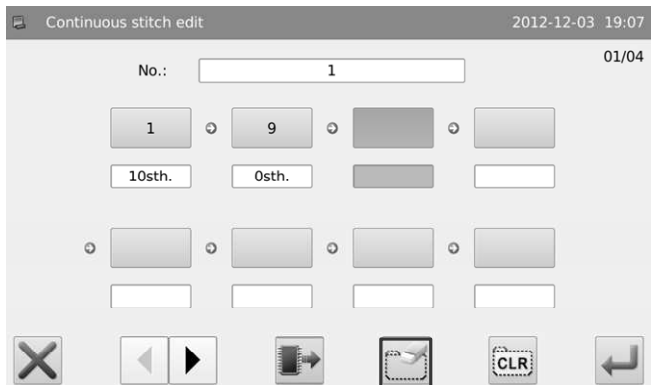 Continuous stitch edit 2012-12-03 19:07
01/04
No.: 1
1 9
10sth. 0sth.
CLR